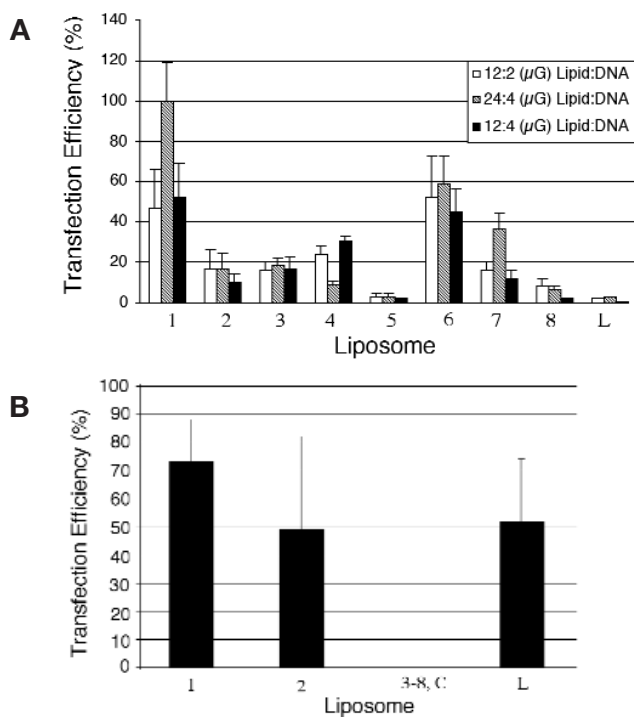 A
Transfection Efficiency (%)
140
120
100
80
60
40
20
0
12:2 (µG) Lipid:DNA
24:4 (µG) Lipid:DNA
12:4 (µG) Lipid:DNA
1 2 3 4 5 6 7 8 L
Liposome
B
Transfection Efficiency (%)
100
90
80
70
60
50
40
30
20
10
0
1 2 3-8, C L
Liposome